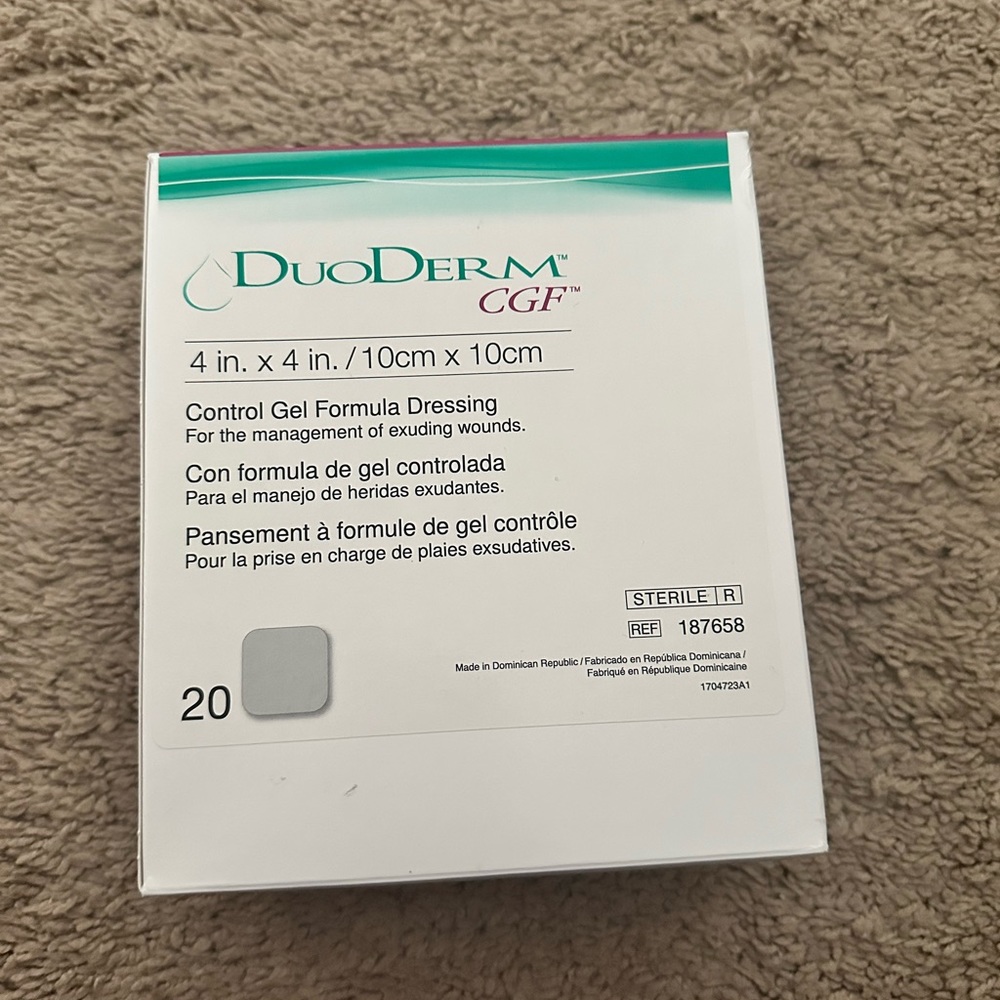 DUODERM™
CGF™
4 in. x 4 in. / 10cm x 10cm
Control Gel Formula Dressing
For the management of exuding wounds.
Con formula de gel controlada
Para el manejo de heridas exudantes.
Pansement à formule de gel contrôle
Pour la prise en charge de plaies exsudatives.
STERILE R
REF 187658
Made in Dominican Republic / Fabricado en República Dominicana /
Fabriqué en République Dominicaine
1704723A1
20